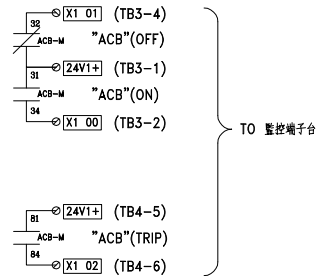 32 X1 01 (TB3-4)
ACB-M "ACB"(OFF)
31 24V1+ (TB3-1)
ACB-M "ACB"(ON)
34 X1 00 (TB3-2)
TO 監控端子台
81 24V1+ (TB4-5)
ACB-M "ACB"(TRIP)
84 X1 02 (TB4-6)